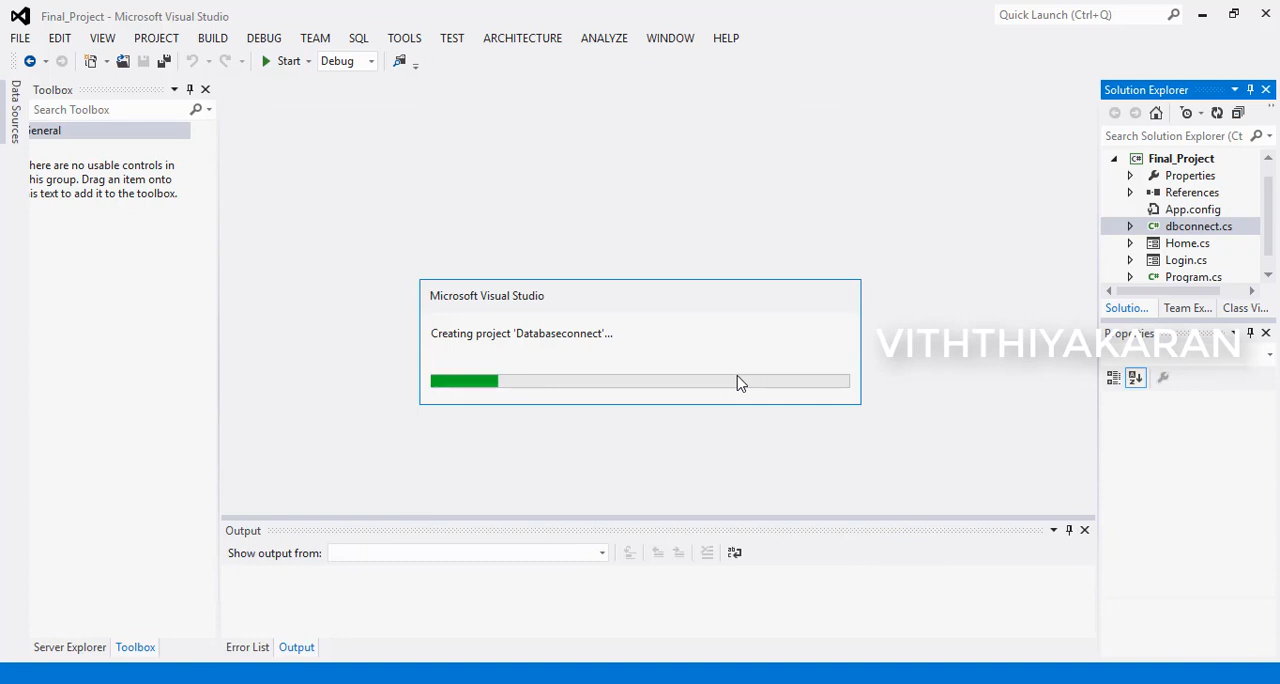 Final_Project - Microsoft Visual Studio
Quick Launch (Ctrl+Q)
FILE EDIT VIEW PROJECT BUILD DEBUG TEAM SQL TOOLS TEST ARCHITECTURE ANALYZE WINDOW HELP
Start Debug
Data Sources
Toolbox
Search Toolbox
General
here are no usable controls in
his group. Drag an item onto
is text to add it to the toolbox.
Microsoft Visual Studio
Creating project 'Databaseconnect'...
Solution Explorer
Search Solution Explorer (Ct
C# Final_Project
Properties
References
App.config
C# dbconnect.cs
Home.cs
Login.cs
C# Program.cs
Solutio... Team Ex... Class Vi...
Properties
VITHTHIYAKARAN
Output
Show output from:
Server Explorer Toolbox
Error List Output